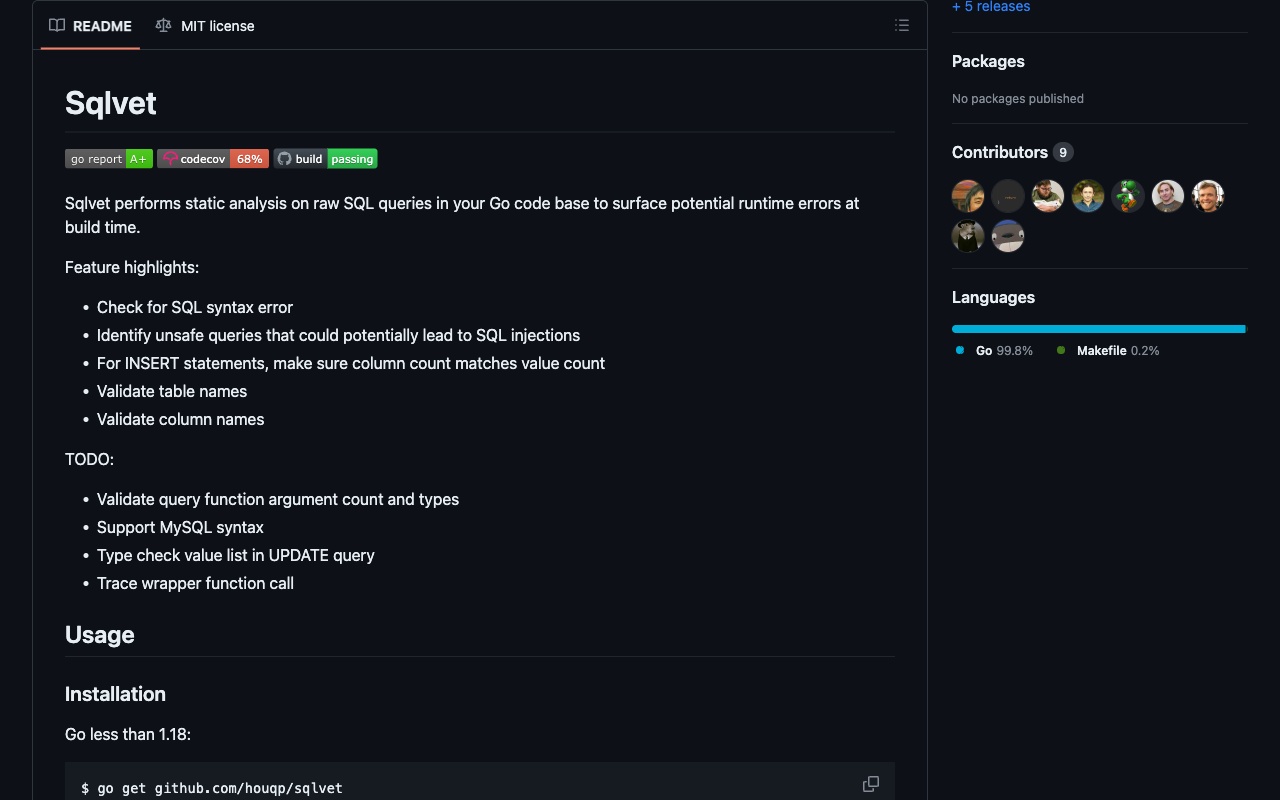 README
MIT license
Sqlvet
go report A+
codecov 68%
build passing
Sqlvet performs static analysis on raw SQL queries in your Go code base to surface potential runtime errors at
build time.
Feature highlights:
• Check for SQL syntax error
• Identify unsafe queries that could potentially lead to SQL injections
• For INSERT statements, make sure column count matches value count
• Validate table names
• Validate column names
TODO:
• Validate query function argument count and types
• Support MySQL syntax
• Type check value list in UPDATE query
• Trace wrapper function call
Usage
Installation
Go less than 1.18:
$ go get github.com/houqp/sqlvet
+ 5 releases
Packages
No packages published
Contributors 9
Languages
Go 99.8%
Makefile 0.2%